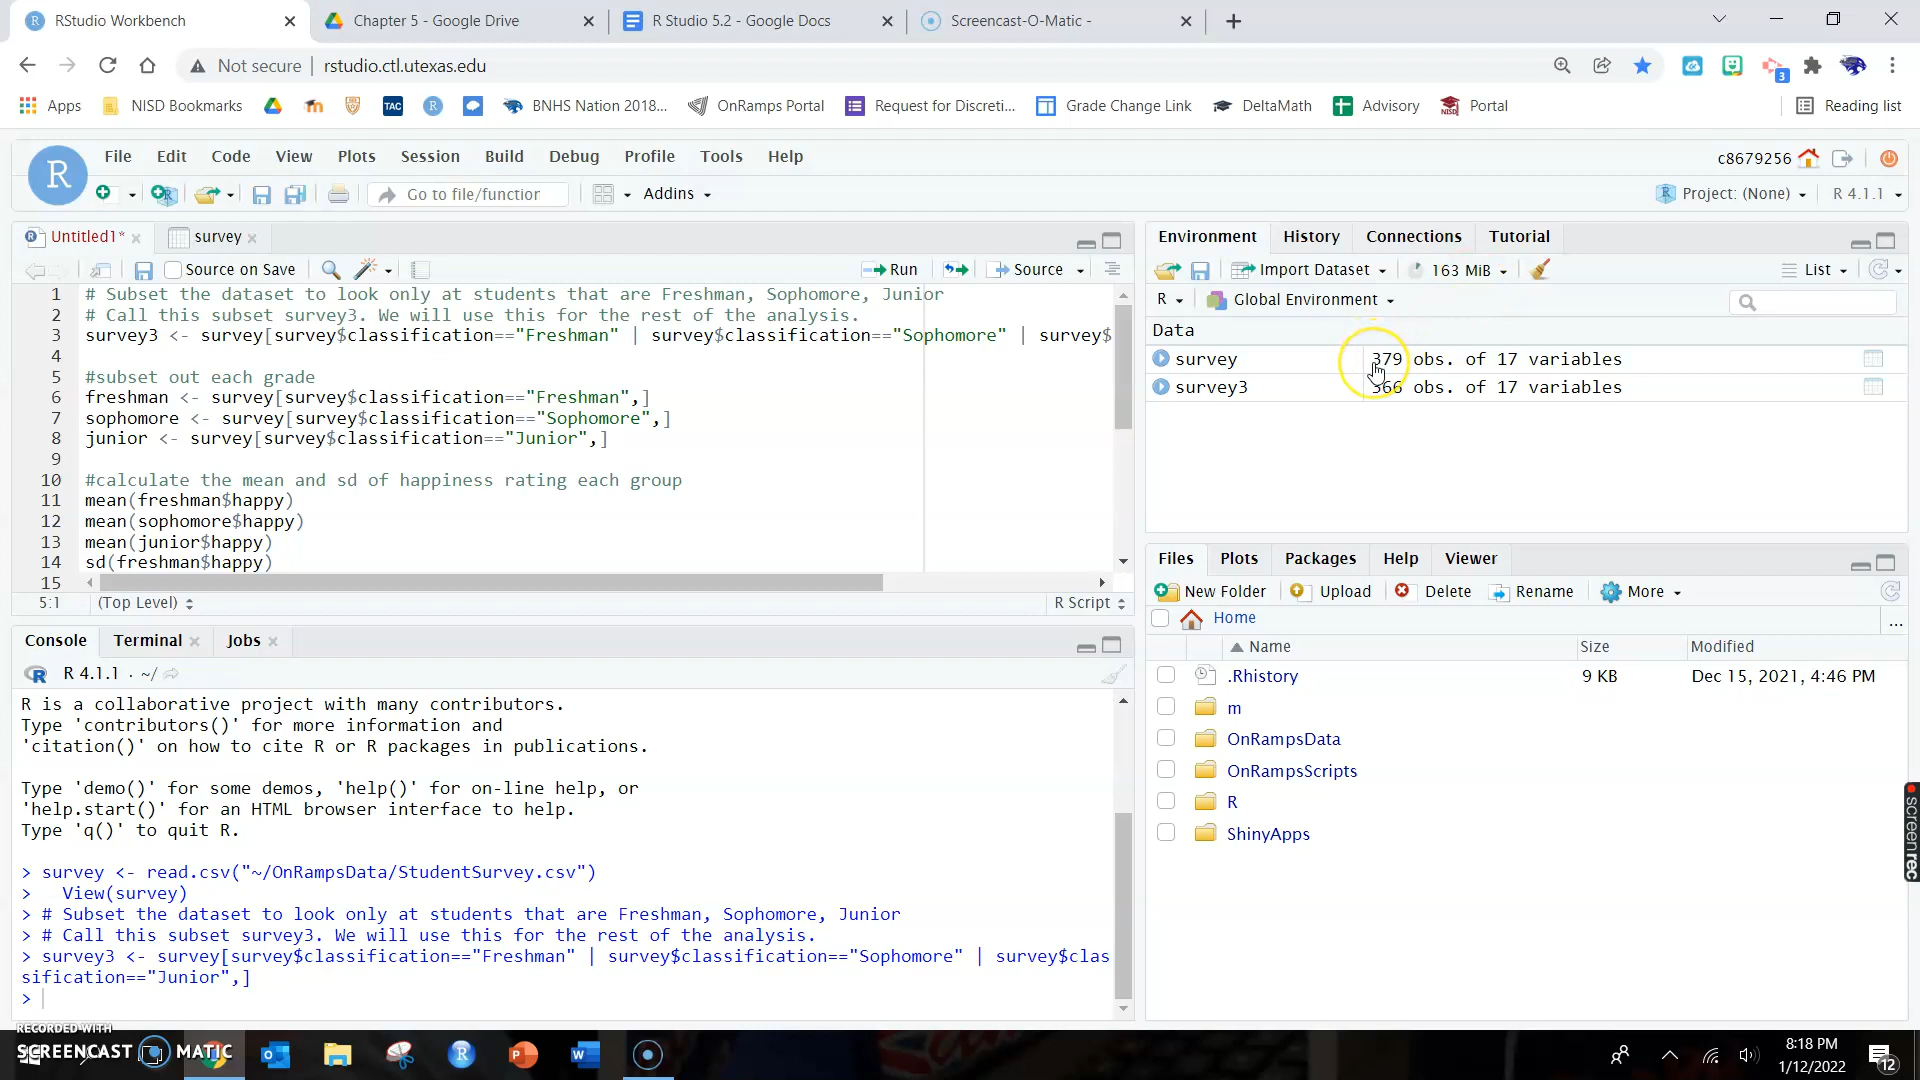 RStudio Workbench
Chapter 5 - Google Drive
R Studio 5.2 - Google Docs
Screencast-O-Matic -
Not secure | rstudio.ctl.utexas.edu
3
Apps
NISD Bookmarks
TAC
R
BNHS Nation 2018...
OnRamps Portal
Request for Discreti...
Grade Change Link
DeltaMath
Advisory
Portal
Reading list
R
File Edit Code View Plots Session Build Debug Profile Tools Help
c8679256
Go to file/function
Addins
Project: (None)
R 4.1.1
Untitled1*
survey
Source on Save
Run
Source
1 # Subset the dataset to look only at students that are Freshman, Sophomore, Junior
2 # Call this subset survey3. We will use this for the rest of the analysis.
3 survey3 <- survey[survey$classification=="Freshman" | survey$classification=="Sophomore" | survey$
4
5 #subset out each grade
6 freshman <- survey[survey$classification=="Freshman",]
7 sophomore <- survey[survey$classification=="Sophomore",]
8 junior <- survey[survey$classification=="Junior",]
9
10 #calculate the mean and sd of happiness rating each group
11 mean(freshman$happy)
12 mean(sophomore$happy)
13 mean(junior$happy)
14 sd(freshman$happy)
15
5:1 (Top Level) R Script
Console Terminal Jobs
R 4.1.1 · ~/
R is a collaborative project with many contributors.
Type 'contributors()' for more information and
'citation()' on how to cite R or R packages in publications.
Type 'demo()' for some demos, 'help()' for on-line help, or
'help.start()' for an HTML browser interface to help.
Type 'q()' to quit R.
> survey <- read.csv("~/OnRampsData/StudentSurvey.csv")
> View(survey)
> # Subset the dataset to look only at students that are Freshman, Sophomore, Junior
> # Call this subset survey3. We will use this for the rest of the analysis.
> survey3 <- survey[survey$classification=="Freshman" | survey$classification=="Sophomore" | survey$clas
sification=="Junior",]
>
Environment History Connections Tutorial
Import Dataset 163 MiB List
R Global Environment
Data
survey 379 obs. of 17 variables
survey3 366 obs. of 17 variables
Files Plots Packages Help Viewer
New Folder Upload Delete Rename More
Home ...
Name Size Modified
.Rhistory 9 KB Dec 15, 2021, 4:46 PM
m
OnRampsData
OnRampsScripts
R
ShinyApps
screenrec
RECORDED WITH
SCREENCAST MATIC
8:18 PM
1/12/2022
12